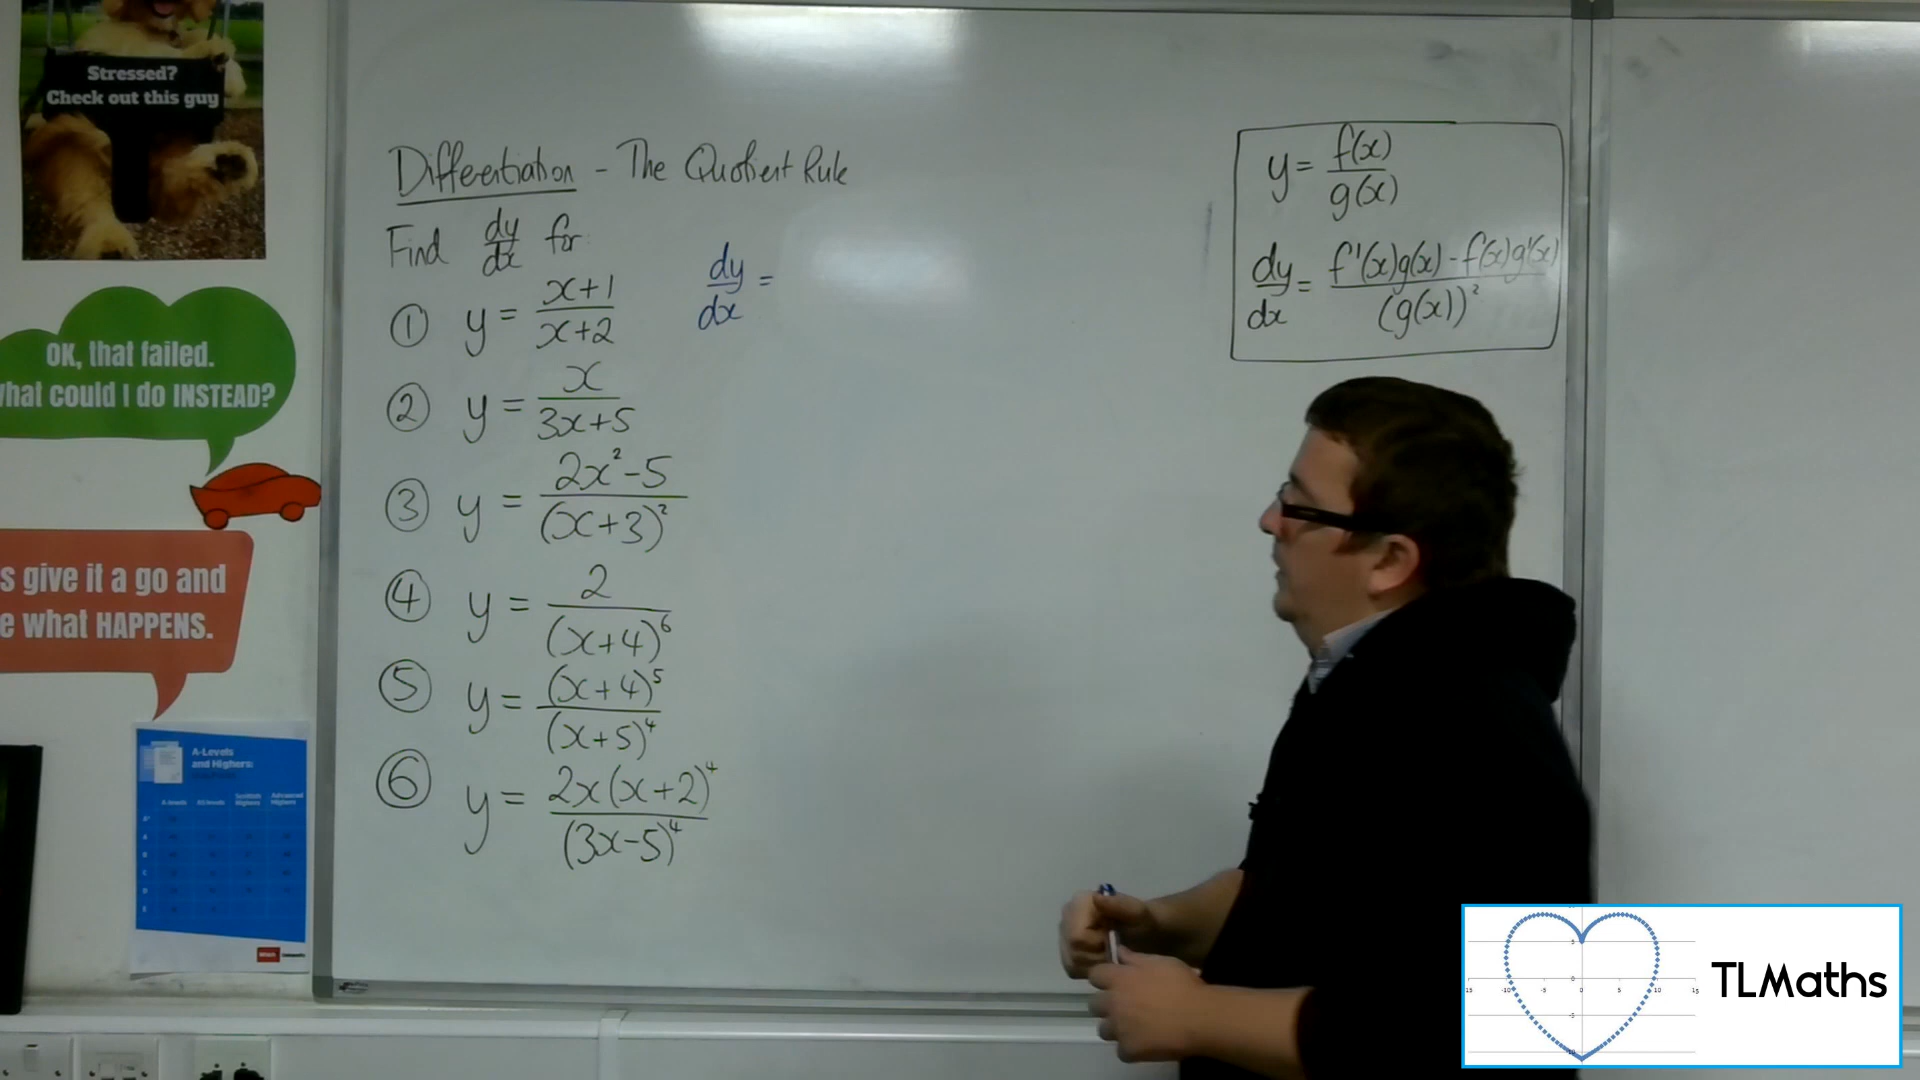 Stressed?
Check out this guy
OK, that failed.
What could I do INSTEAD?
s give it a go and
e what HAPPENS.
A-Levels
and Highers:
Differentiation - The Quotient Rule
Find dy/dx for
① y = (x+1)/(x+2)
dy/dx =
② y = x/(3x+5)
③ y = (2x²-5)/(x+3)²
④ y = 2/(x+4)⁶
⑤ y = (x+4)⁵/(x+5)⁴
⑥ y = 2x(x+2)⁴/(3x-5)⁴
y = f(x)/g(x)
dy/dx = (f'(x)g(x) - f(x)g'(x))/(g(x))²
TLMaths